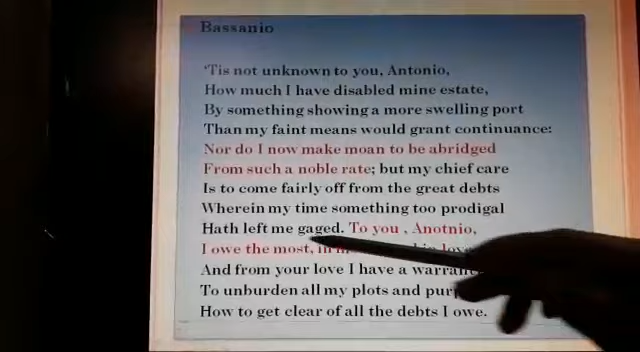 Bassanio
'Tis not unknown to you, Antonio,
How much I have disabled mine estate,
By something showing a more swelling port
Than my faint means would grant continuance:
Nor do I now make moan to be abridged
From such a noble rate; but my chief care
Is to come fairly off from the great debts
Wherein my time something too prodigal
Hath left me gaged. To you , Anotnio,
I owe the most, in love
And from your love I have a
To unburden all my plots and
How to get clear of all the debts I owe.